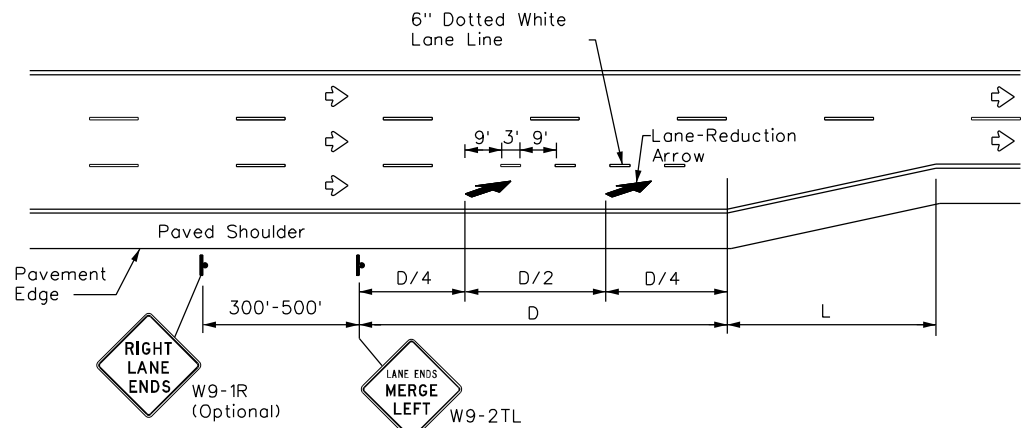 6" Dotted White
Lane Line
9' 3' 9'
Lane-Reduction
Arrow
Paved Shoulder
Pavement
Edge
D/4 D/2 D/4
300'-500' D L
RIGHT
LANE
ENDS
W9-1R
(Optional)
LANE ENDS
MERGE
LEFT
W9-2TL